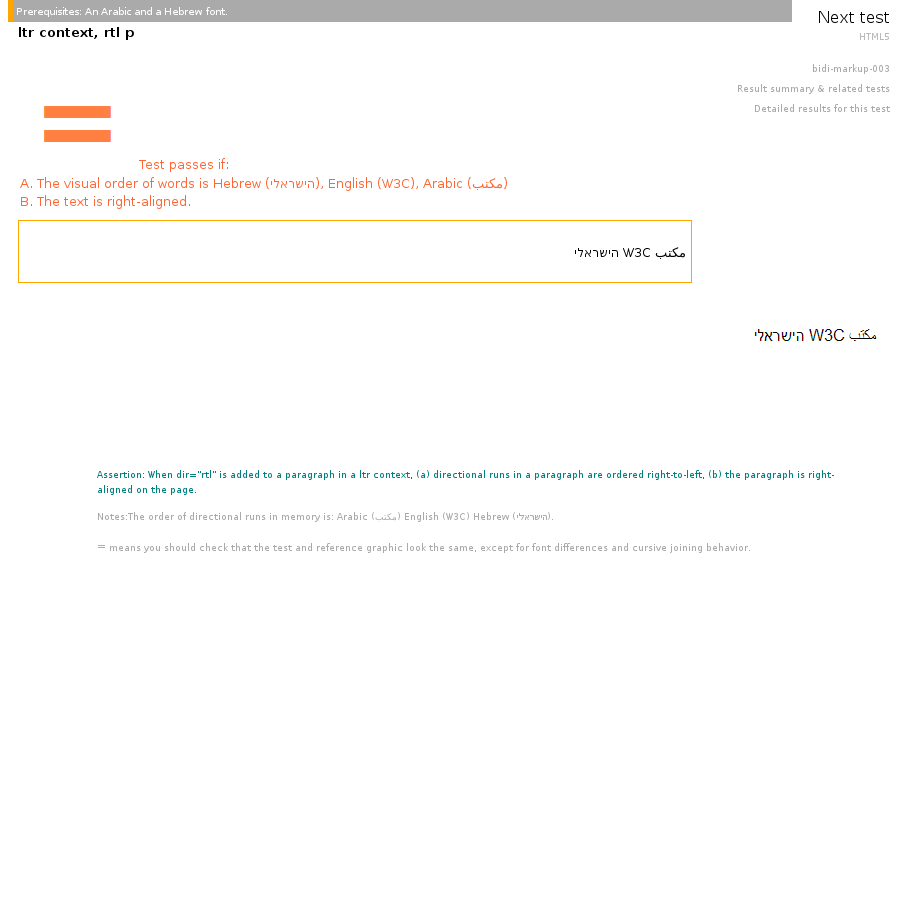 Prerequisites: An Arabic and a Hebrew font.
Next test
ltr context, rtl p
HTML5
bidi-markup-003
Result summary & related tests
Detailed results for this test
=
Test passes if:
A. The visual order of words is Hebrew (הישראלי), English (W3C), Arabic (مكتب)
B. The text is right-aligned.
مكتب W3C הישראלי
مكتب W3C הישראלי
Assertion: When dir="rtl" is added to a paragraph in a ltr context, (a) directional runs in a paragraph are ordered right-to-left, (b) the paragraph is right-
aligned on the page.
Notes:The order of directional runs in memory is: Arabic (مكتب) English (W3C) Hebrew (הישראלי).
= means you should check that the test and reference graphic look the same, except for font differences and cursive joining behavior.